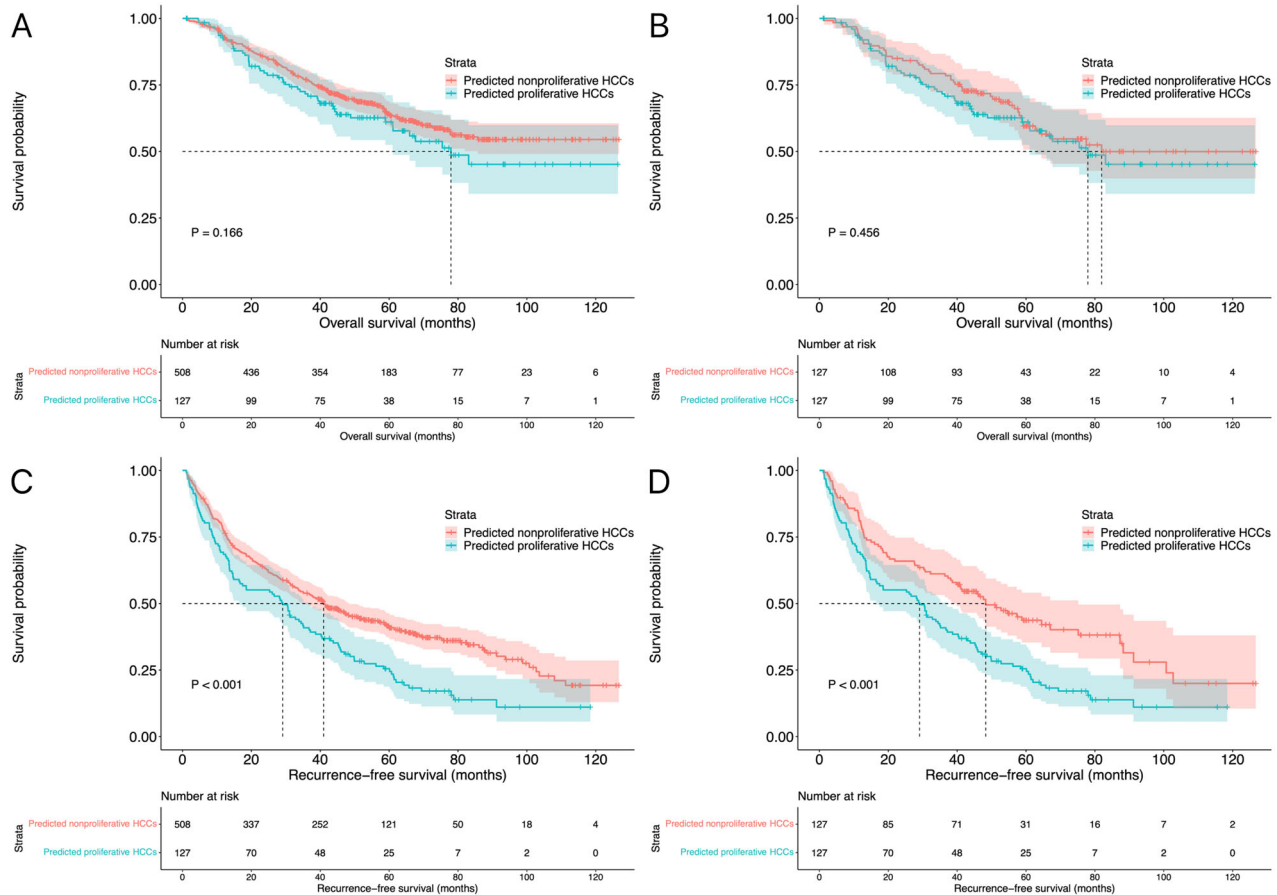 A
1.00
0.75
0.50
0.25
0.00
Survival probability
Strata
Predicted nonproliferative HCCs
Predicted proliferative HCCs
P = 0.166
0 20 40 60 80 100 120
Overall survival (months)
Number at risk
Strata
Predicted nonproliferative HCCs 508 436 354 183 77 23 6
Predicted proliferative HCCs 127 99 75 38 15 7 1
0 20 40 60 80 100 120
Overall survival (months)
B
1.00
0.75
0.50
0.25
0.00
Survival probability
Strata
Predicted nonproliferative HCCs
Predicted proliferative HCCs
P = 0.456
0 20 40 60 80 100 120
Overall survival (months)
Number at risk
Strata
Predicted nonproliferative HCCs 127 108 93 43 22 10 4
Predicted proliferative HCCs 127 99 75 38 15 7 1
0 20 40 60 80 100 120
Overall survival (months)
C
1.00
0.75
0.50
0.25
0.00
Survival probability
Strata
Predicted nonproliferative HCCs
Predicted proliferative HCCs
P < 0.001
0 20 40 60 80 100 120
Recurrence−free survival (months)
Number at risk
Strata
Predicted nonproliferative HCCs 508 337 252 121 50 18 4
Predicted proliferative HCCs 127 70 48 25 7 2 0
0 20 40 60 80 100 120
Recurrence−free survival (months)
D
1.00
0.75
0.50
0.25
0.00
Survival probability
Strata
Predicted nonproliferative HCCs
Predicted proliferative HCCs
P < 0.001
0 20 40 60 80 100 120
Recurrence−free survival (months)
Number at risk
Strata
Predicted nonproliferative HCCs 127 85 71 31 16 7 2
Predicted proliferative HCCs 127 70 48 25 7 2 0
0 20 40 60 80 100 120
Recurrence−free survival (months)